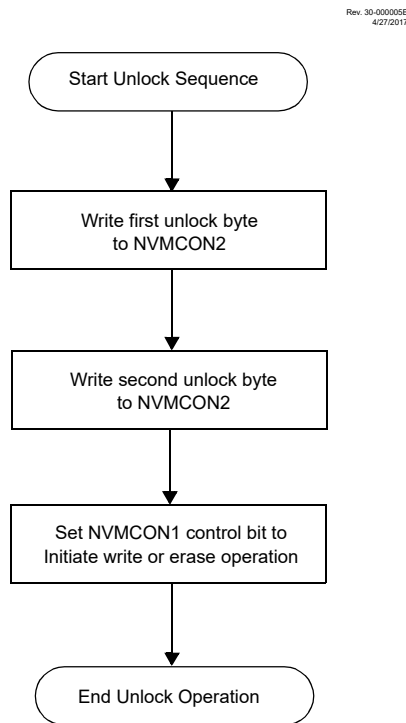 Rev. 30-000005B
4/27/2017
Start Unlock Sequence
Write first unlock byte
to NVMCON2
Write second unlock byte
to NVMCON2
Set NVMCON1 control bit to
Initiate write or erase operation
End Unlock Operation